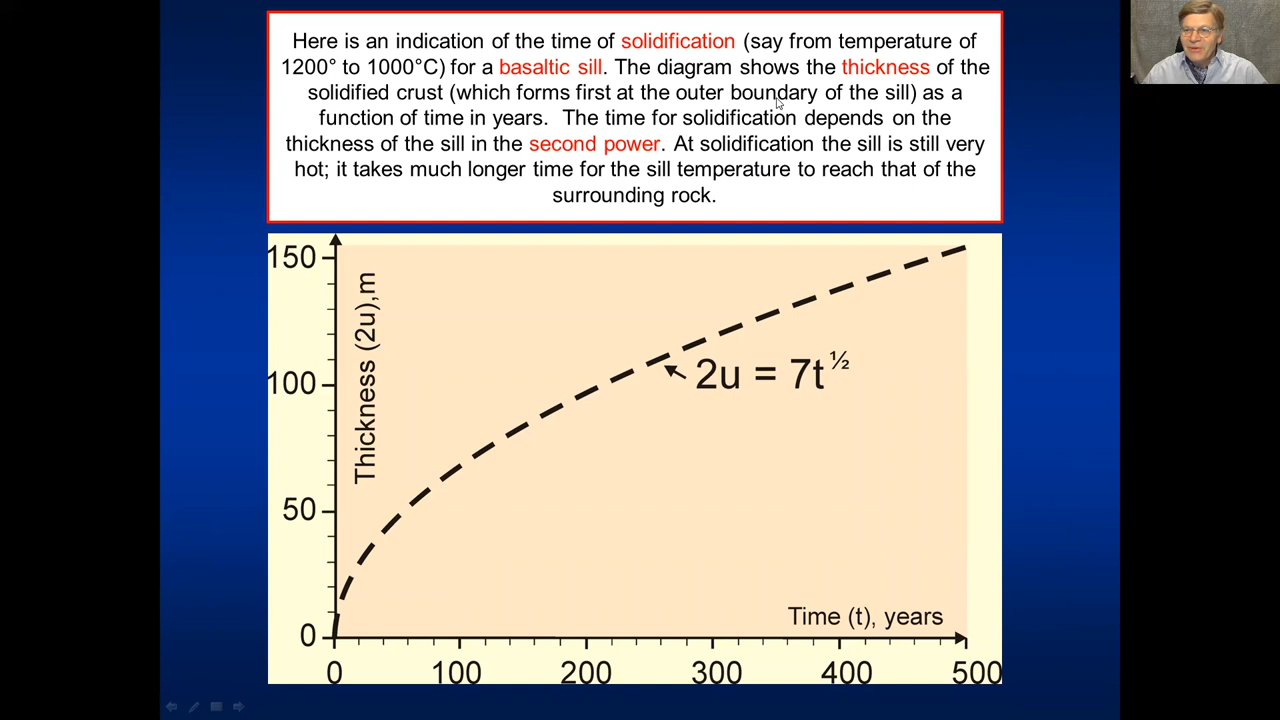 Here is an indication of the time of solidification (say from temperature of
1200° to 1000°C) for a basaltic sill. The diagram shows the thickness of the
solidified crust (which forms first at the outer boundary of the sill) as a
function of time in years.  The time for solidification depends on the
thickness of the sill in the second power. At solidification the sill is still very
hot; it takes much longer time for the sill temperature to reach that of the
surrounding rock.
150
100
50
0
Thickness (2u),m
2u = 7t½
Time (t), years
0 100 200 300 400 500